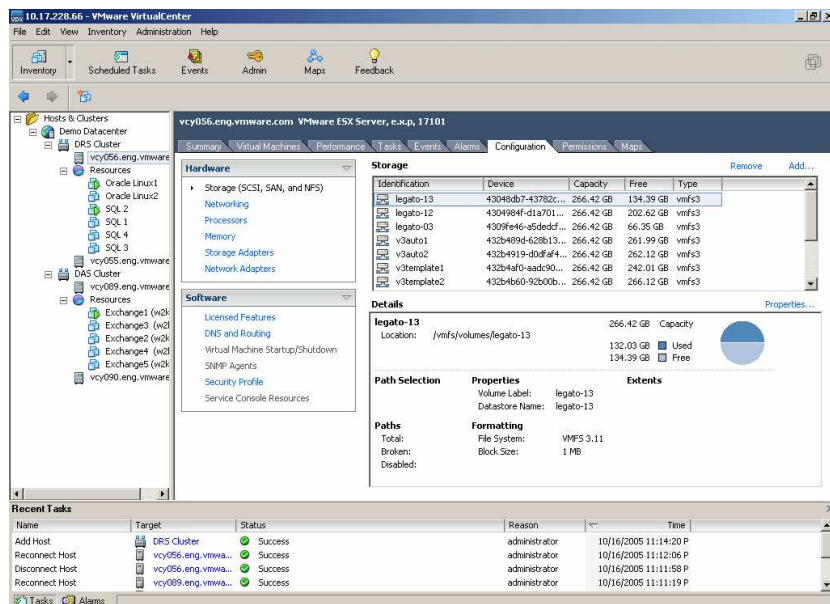 10.17.228.66 - VMware VirtualCenter
File Edit View Inventory Administration Help
Inventory Scheduled Tasks Events Admin Maps Feedback
Hosts & Clusters
Demo Datacenter
DRS Cluster
vcy056.eng.vmware
Resources
Oracle Linux1
Oracle Linux2
SQL 2
SQL 1
SQL 4
SQL 3
vcy055.eng.vmware
DAS Cluster
vcy089.eng.vmware
Resources
Exchange1 (w2k
Exchange3 (w2l
Exchange2 (w2k
Exchange4 (w2l
Exchange5 (w2k
vcy090.eng.vmware
vcy056.eng.vmware.com VMware ESX Server, e.x.p, 17101
Summary Virtual Machines Performance Tasks Events Alarms Configuration Permissions Maps
Hardware
Storage (SCSI, SAN, and NFS)
Networking
Processors
Memory
Storage Adapters
Network Adapters
Software
Licensed Features
DNS and Routing
Virtual Machine Startup/Shutdown
SNMP Agents
Security Profile
Service Console Resources
Storage Remove Add...
Identification Device Capacity Free Type
legato-13 43048db7-43782c... 266.42 GB 134.39 GB vmfs3
legato-12 4304984f-d1a701... 266.42 GB 202.62 GB vmfs3
legato-03 4309fe46-a5dedcf... 266.42 GB 66.35 GB vmfs3
v3auto1 432b489d-628b13... 266.42 GB 261.99 GB vmfs3
v3auto2 432b4919-d0dfaf4... 266.42 GB 262.12 GB vmfs3
v3template1 432b4af0-aadc90... 266.42 GB 242.01 GB vmfs3
v3template2 432b4b60-92b00b... 266.42 GB 266.12 GB vmfs3
Details Properties...
legato-13 266.42 GB Capacity
Location: /vmfs/volumes/legato-13
132.03 GB Used
134.39 GB Free
Path Selection Properties Extents
Volume Label: legato-13
Datastore Name: legato-13
Paths Formatting
Total: File System: VMFS 3.11
Broken: Block Size: 1 MB
Disabled:
Recent Tasks
Name Target Status Reason Time
Add Host DRS Cluster Success administrator 10/16/2005 11:14:20 P
Reconnect Host vcy056.eng.vmwa... Success administrator 10/16/2005 11:12:06 P
Disconnect Host vcy056.eng.vmwa... Success administrator 10/16/2005 11:11:58 P
Reconnect Host vcy089.eng.vmwa... Success administrator 10/16/2005 11:11:19 P
Tasks Alarms